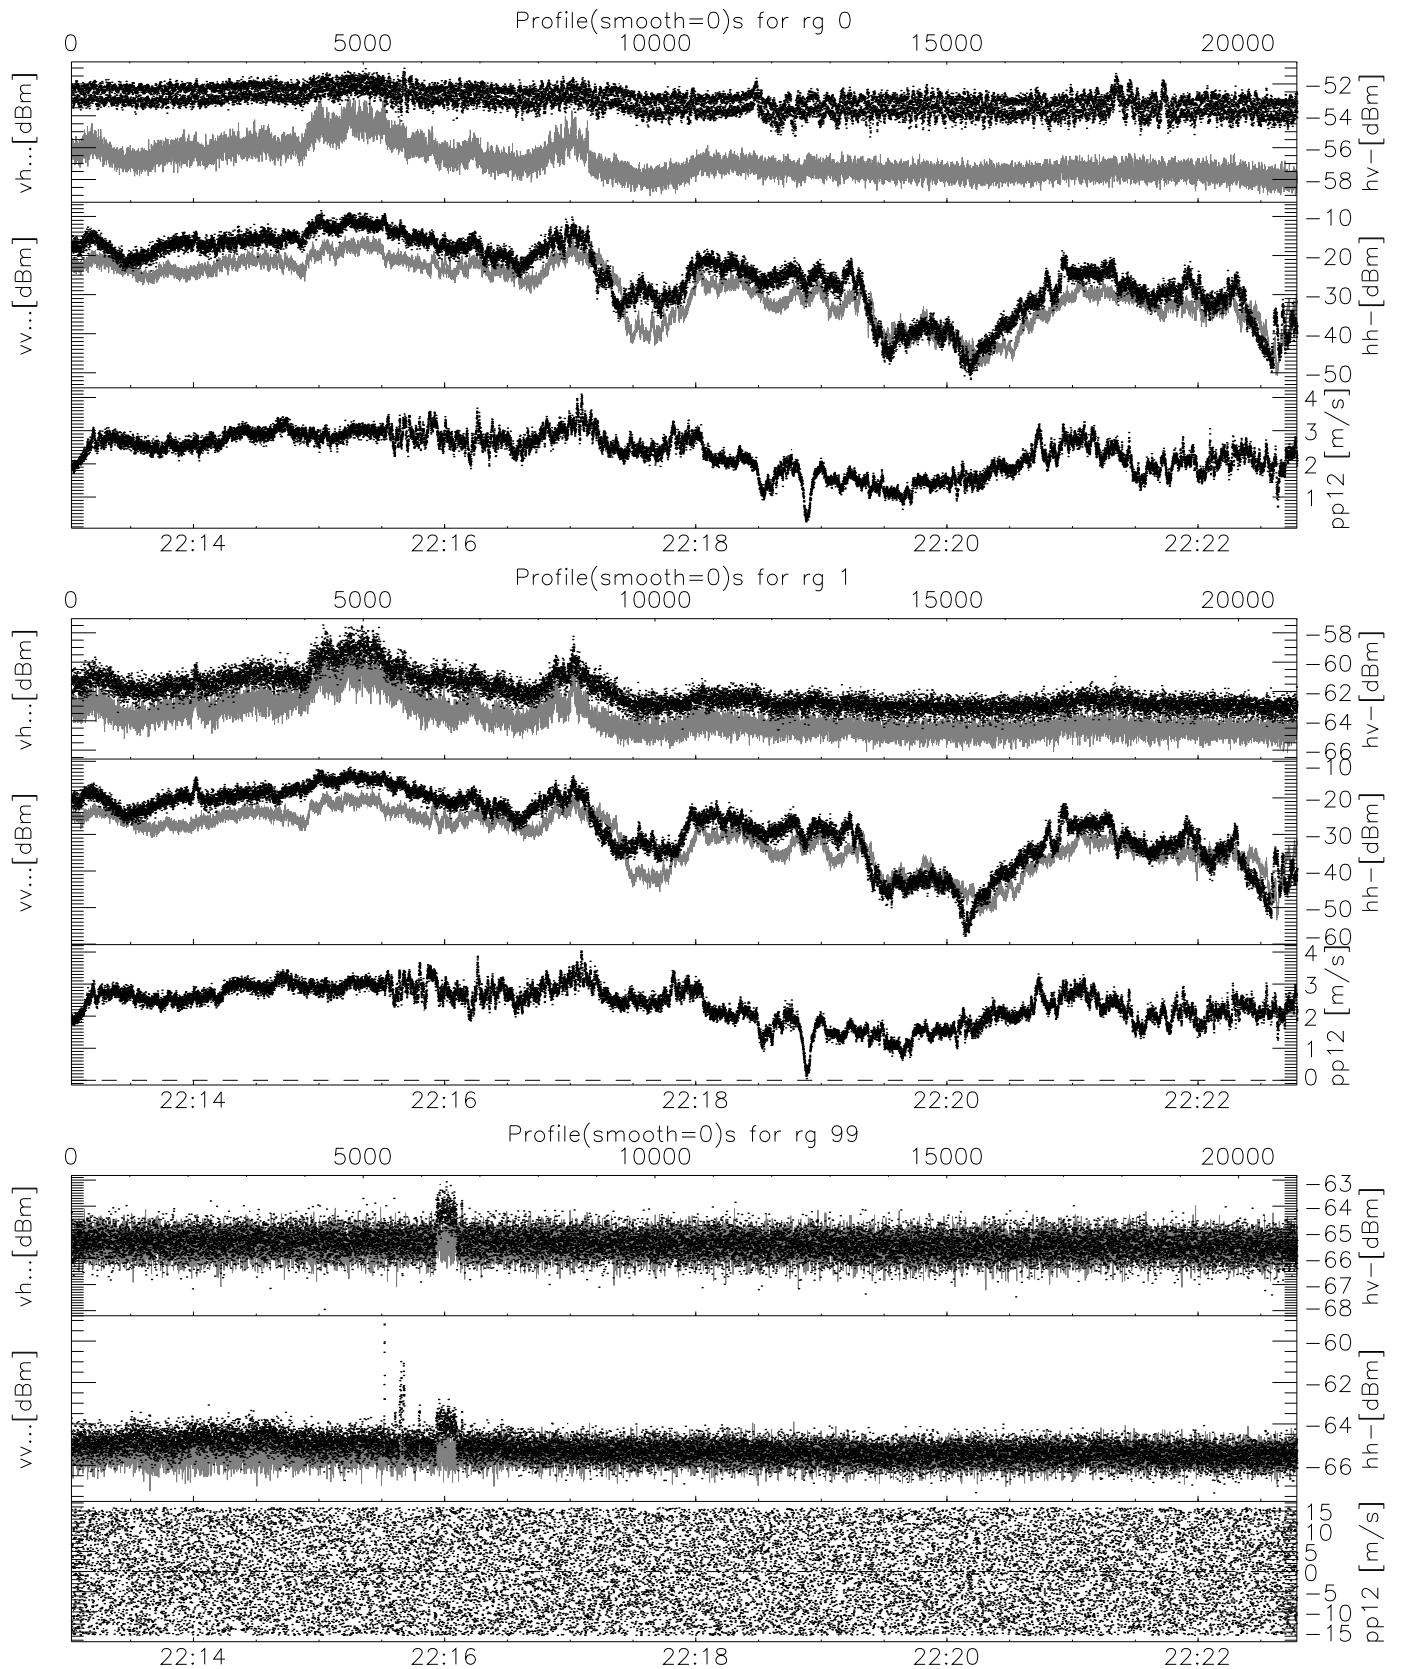 Profile(smooth=0)s for rg 0
0 5000 10000 15000 20000
vh...[dBm]
-52
-54
-56
-58
hv-[dBm]
vv...[dBm]
-10
-20
-30
-40
-50
hh-[dBm]
4
3
2
1
pp12 [m/s]
22:14 22:16 22:18 22:20 22:22
Profile(smooth=0)s for rg 1
0 5000 10000 15000 20000
vh...[dBm]
-58
-60
-62
-64
-66
hv-[dBm]
vv...[dBm]
-10
-20
-30
-40
-50
-60
hh-[dBm]
4
3
2
1
0
pp12 [m/s]
22:14 22:16 22:18 22:20 22:22
Profile(smooth=0)s for rg 99
0 5000 10000 15000 20000
vh...[dBm]
-63
-64
-65
-66
-67
-68
hv-[dBm]
vv...[dBm]
-60
-62
-64
-66
hh-[dBm]
15
10
5
0
-5
-10
-15
pp12 [m/s]
22:14 22:16 22:18 22:20 22:22